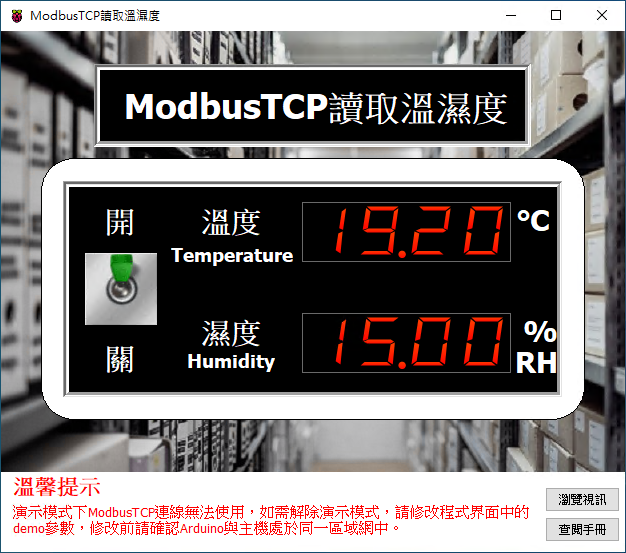 ModbusTCP讀取溫濕度
ModbusTCP讀取溫濕度
開
溫度
Temperature
19.20
°C
關
濕度
Humidity
15.00
%
RH
溫馨提示
演示模式下ModbusTCP連線無法使用，如需解除演示模式，請修改程式界面中的
demo參數，修改前請確認Arduino與主機處於同一區域網中。
瀏覽視訊
查閱手冊